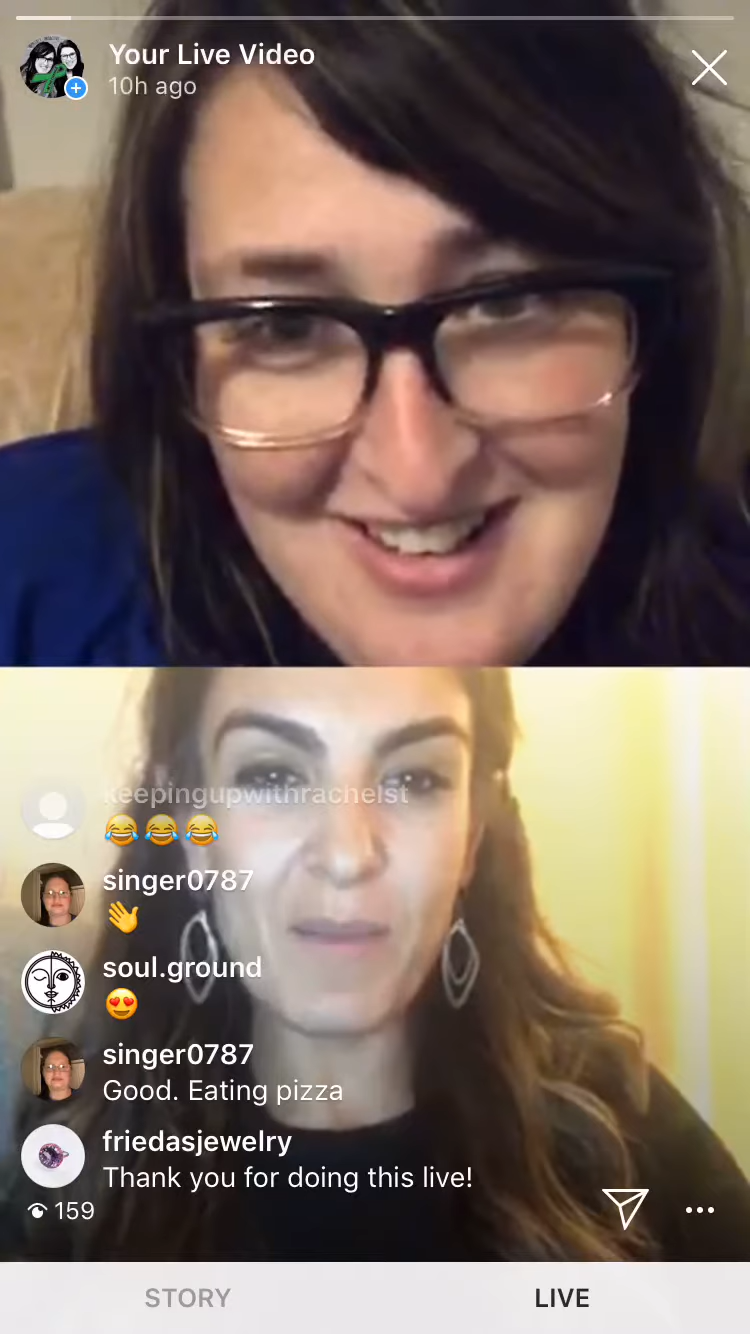 Your Live Video
10h ago
keepingupwithrachelst
😂😂😂
singer0787
👋
soul.ground
😍
singer0787
Good. Eating pizza
friedasjewelry
Thank you for doing this live!
159
STORY
LIVE